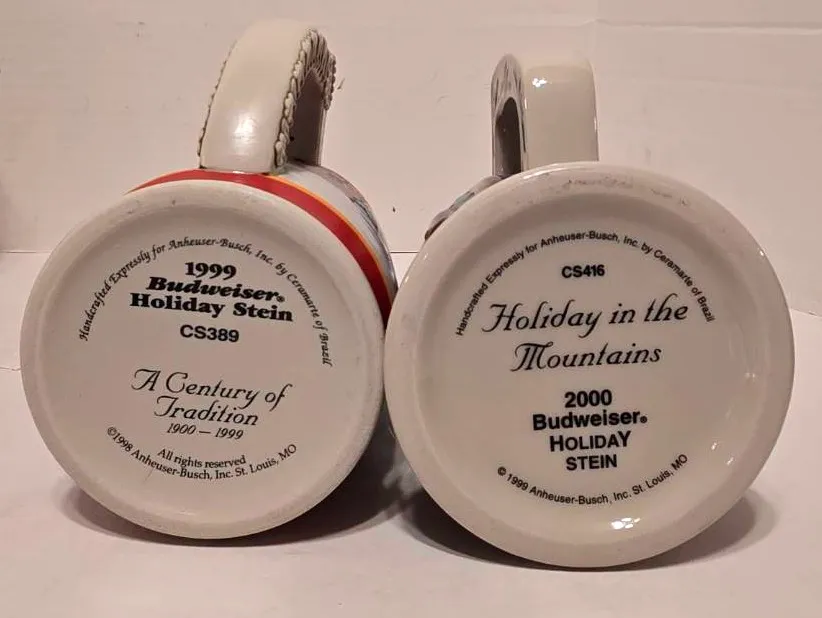 Handcrafted Expressly for Anheuser-Busch, Inc. by Ceramarte of Brazil
1999
Budweiser®
Holiday Stein
CS389
A Century of
Tradition
1900 — 1999
All rights reserved
©1998 Anheuser-Busch, Inc. St. Louis, MO
Handcrafted Expressly for Anheuser-Busch, Inc. by Ceramarte of Brazil
CS416
Holiday in the
Mountains
2000
Budweiser®
HOLIDAY
STEIN
© 1999 Anheuser-Busch, Inc. St. Louis, MO